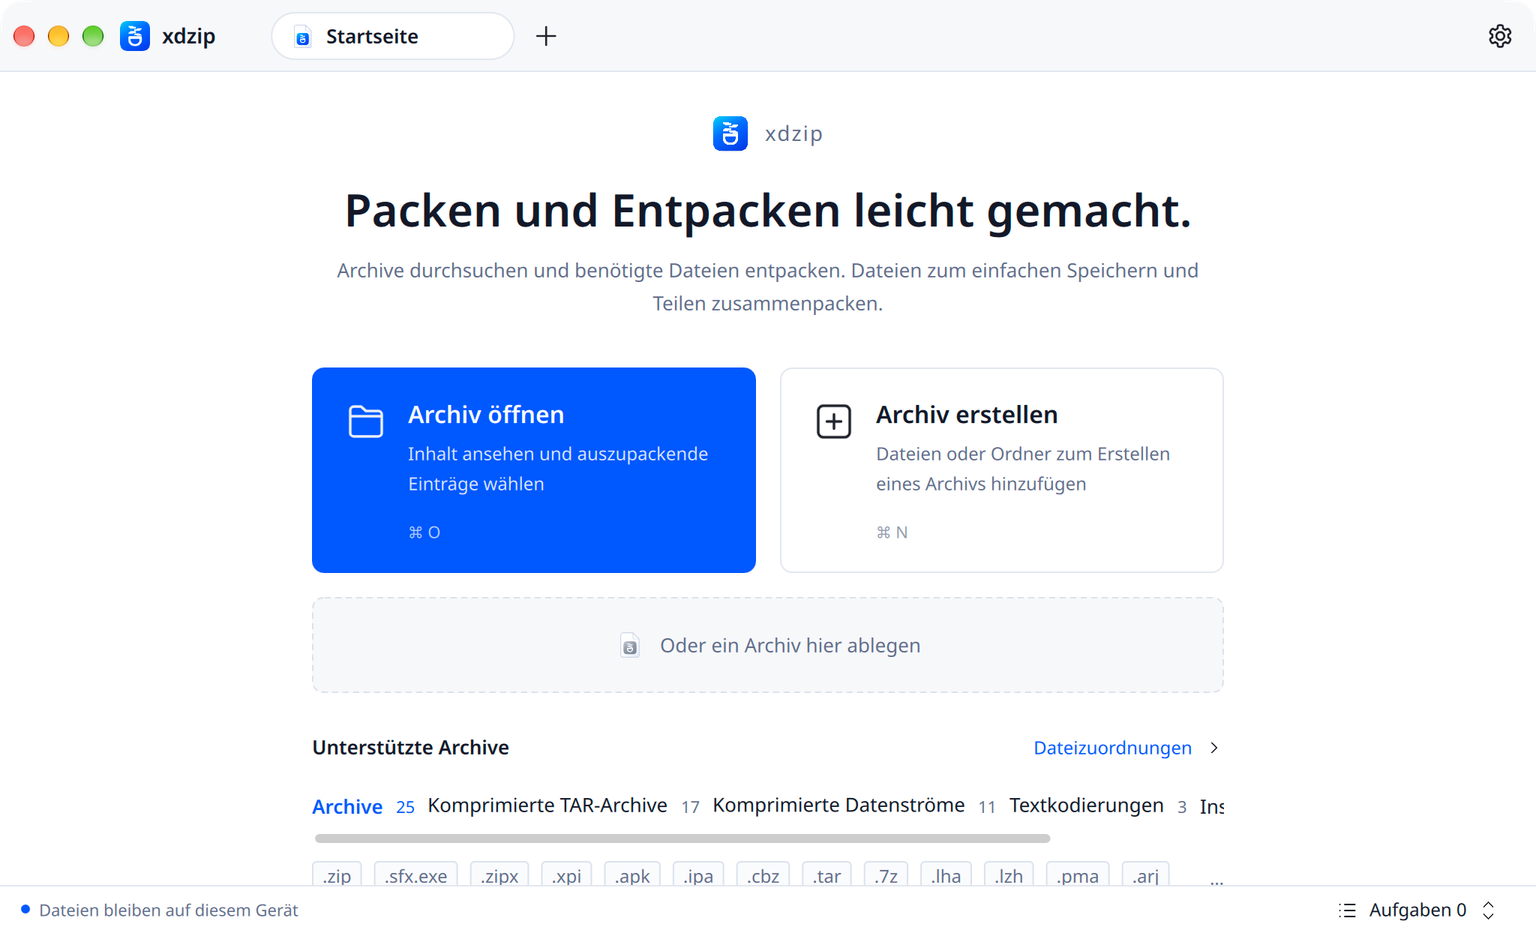 xdzip
Startseite
xdzip
Packen und Entpacken leicht gemacht.
Archive durchsuchen und benötigte Dateien entpacken. Dateien zum einfachen Speichern und
Teilen zusammenpacken.
Archiv öffnen
Inhalt ansehen und auszupackende
Einträge wählen
⌘ O
Archiv erstellen
Dateien oder Ordner zum Erstellen
eines Archivs hinzufügen
⌘ N
Oder ein Archiv hier ablegen
Unterstützte Archive
Dateizuordnungen
Archive 25 Komprimierte TAR-Archive 17 Komprimierte Datenströme 11 Textkodierungen 3 Ins
.zip .sfx.exe .zipx .xpi .apk .ipa .cbz .tar .7z .lha .lzh .pma .arj ...
Dateien bleiben auf diesem Gerät
Aufgaben 0